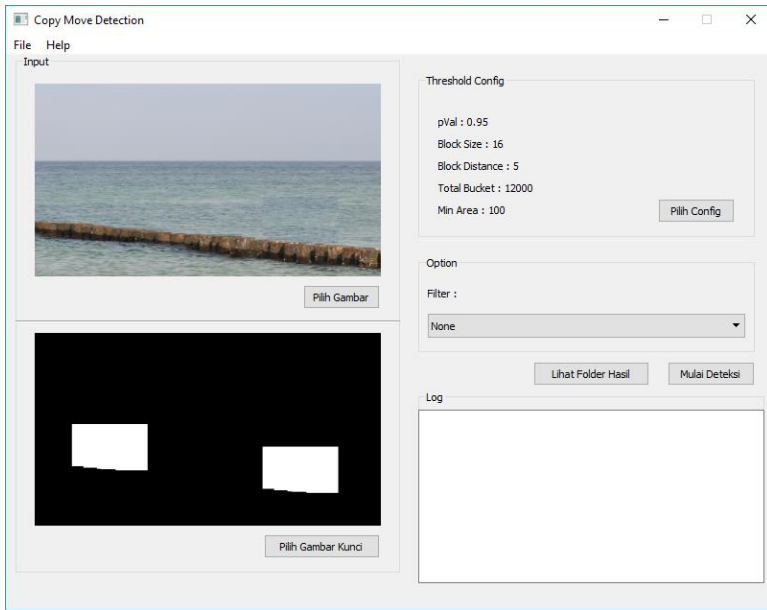 Copy Move Detection
File Help
Input
Pilih Gambar
Pilih Gambar Kunci
Threshold Config
pVal : 0.95
Block Size : 16
Block Distance : 5
Total Bucket : 12000
Min Area : 100
Pilih Config
Option
Filter :
None
Lihat Folder Hasil Mulai Deteksi
Log